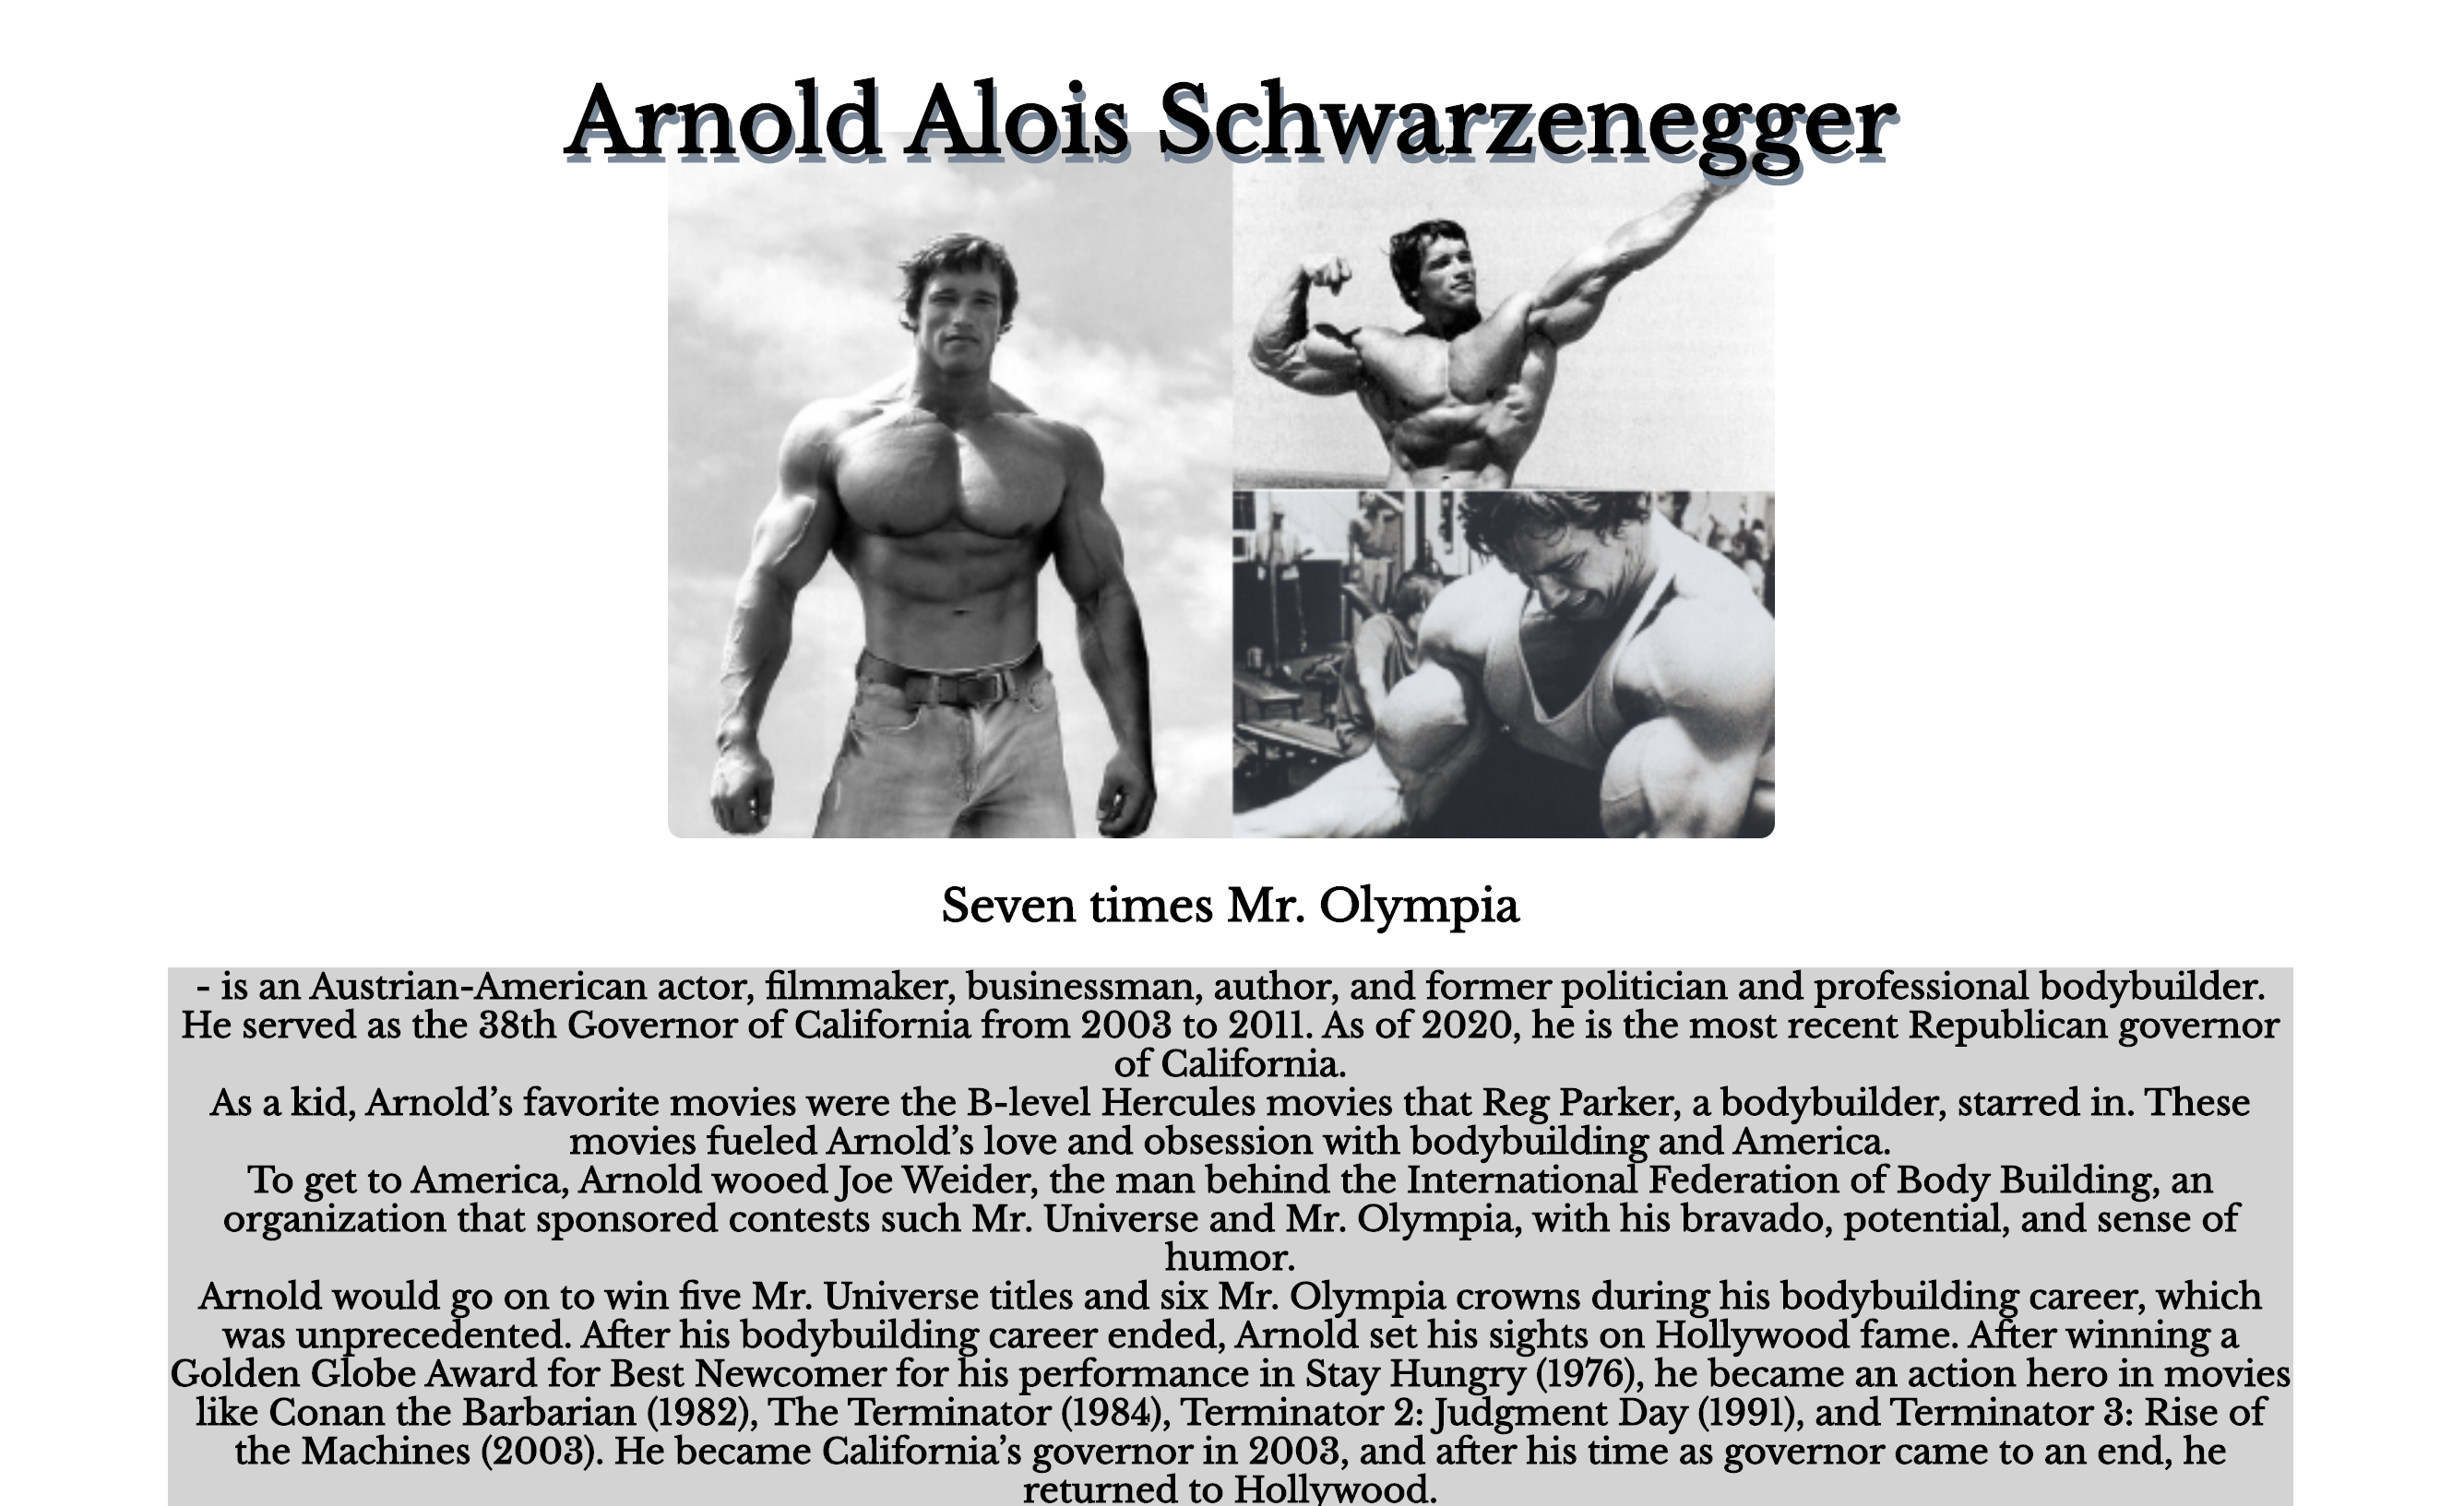 Arnold Alois Schwarzenegger
Seven times Mr. Olympia
- is an Austrian-American actor, filmmaker, businessman, author, and former politician and professional bodybuilder.
He served as the 38th Governor of California from 2003 to 2011. As of 2020, he is the most recent Republican governor
of California.
As a kid, Arnold’s favorite movies were the B-level Hercules movies that Reg Parker, a bodybuilder, starred in. These
movies fueled Arnold’s love and obsession with bodybuilding and America.
To get to America, Arnold wooed Joe Weider, the man behind the International Federation of Body Building, an
organization that sponsored contests such Mr. Universe and Mr. Olympia, with his bravado, potential, and sense of
humor.
Arnold would go on to win five Mr. Universe titles and six Mr. Olympia crowns during his bodybuilding career, which
was unprecedented. After his bodybuilding career ended, Arnold set his sights on Hollywood fame. After winning a
Golden Globe Award for Best Newcomer for his performance in Stay Hungry (1976), he became an action hero in movies
like Conan the Barbarian (1982), The Terminator (1984), Terminator 2: Judgment Day (1991), and Terminator 3: Rise of
the Machines (2003). He became California’s governor in 2003, and after his time as governor came to an end, he
returned to Hollywood.